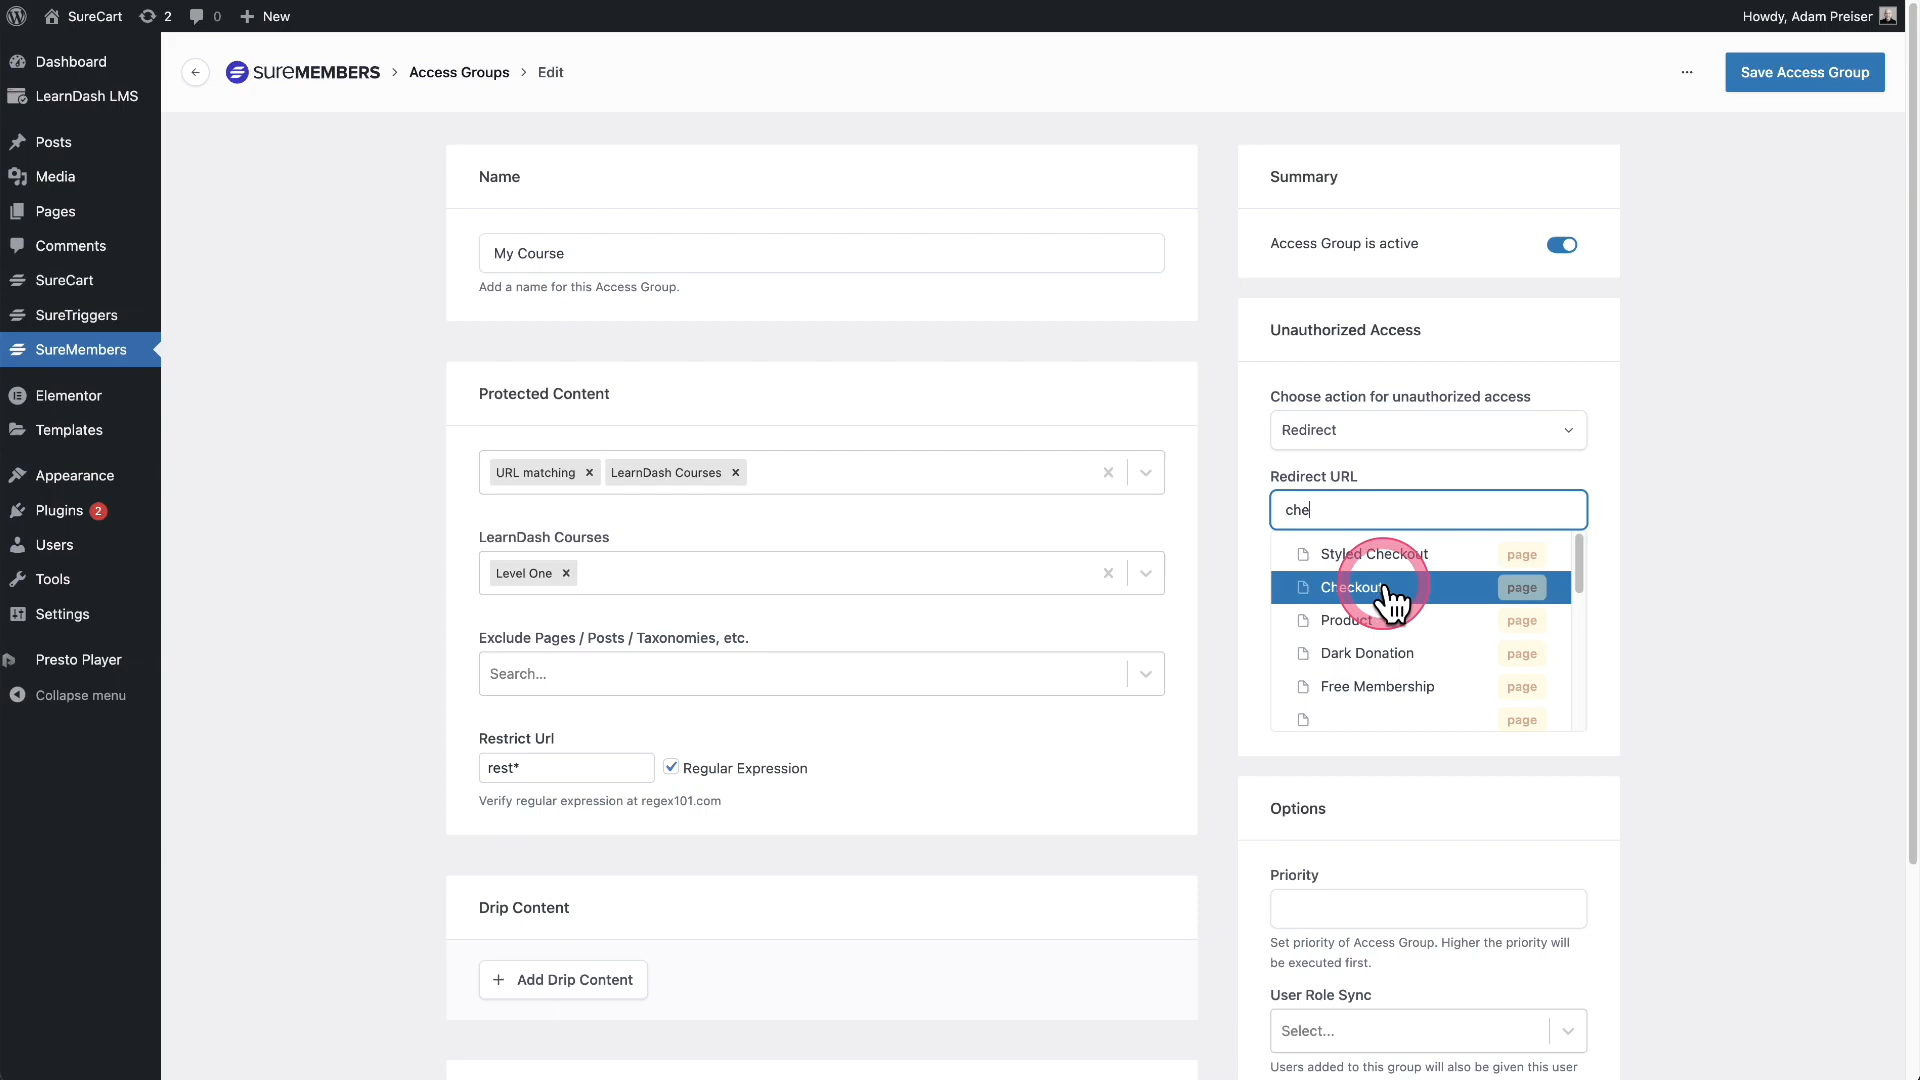 SureCart
2
0
New
Howdy, Adam Preiser
Dashboard
LearnDash LMS
Posts
Media
Pages
Comments
SureCart
SureTriggers
SureMembers
Elementor
Templates
Appearance
Plugins 2
Users
Tools
Settings
Presto Player
Collapse menu
SUREMEMBERS > Access Groups > Edit
Save Access Group
Name
My Course
Add a name for this Access Group.
Protected Content
URL matching
LearnDash Courses
LearnDash Courses
Level One
Exclude Pages / Posts / Taxonomies, etc.
Search...
Restrict Url
rest*
Regular Expression
Verify regular expression at regex101.com
Drip Content
+ Add Drip Content
Summary
Access Group is active
Unauthorized Access
Choose action for unauthorized access
Redirect
Redirect URL
che
Styled Checkout page
Checkout page
Product page
Dark Donation page
Free Membership page
page
Options
Priority
Set priority of Access Group. Higher the priority will
be executed first.
User Role Sync
Select...
Users added to this group will also be given this user